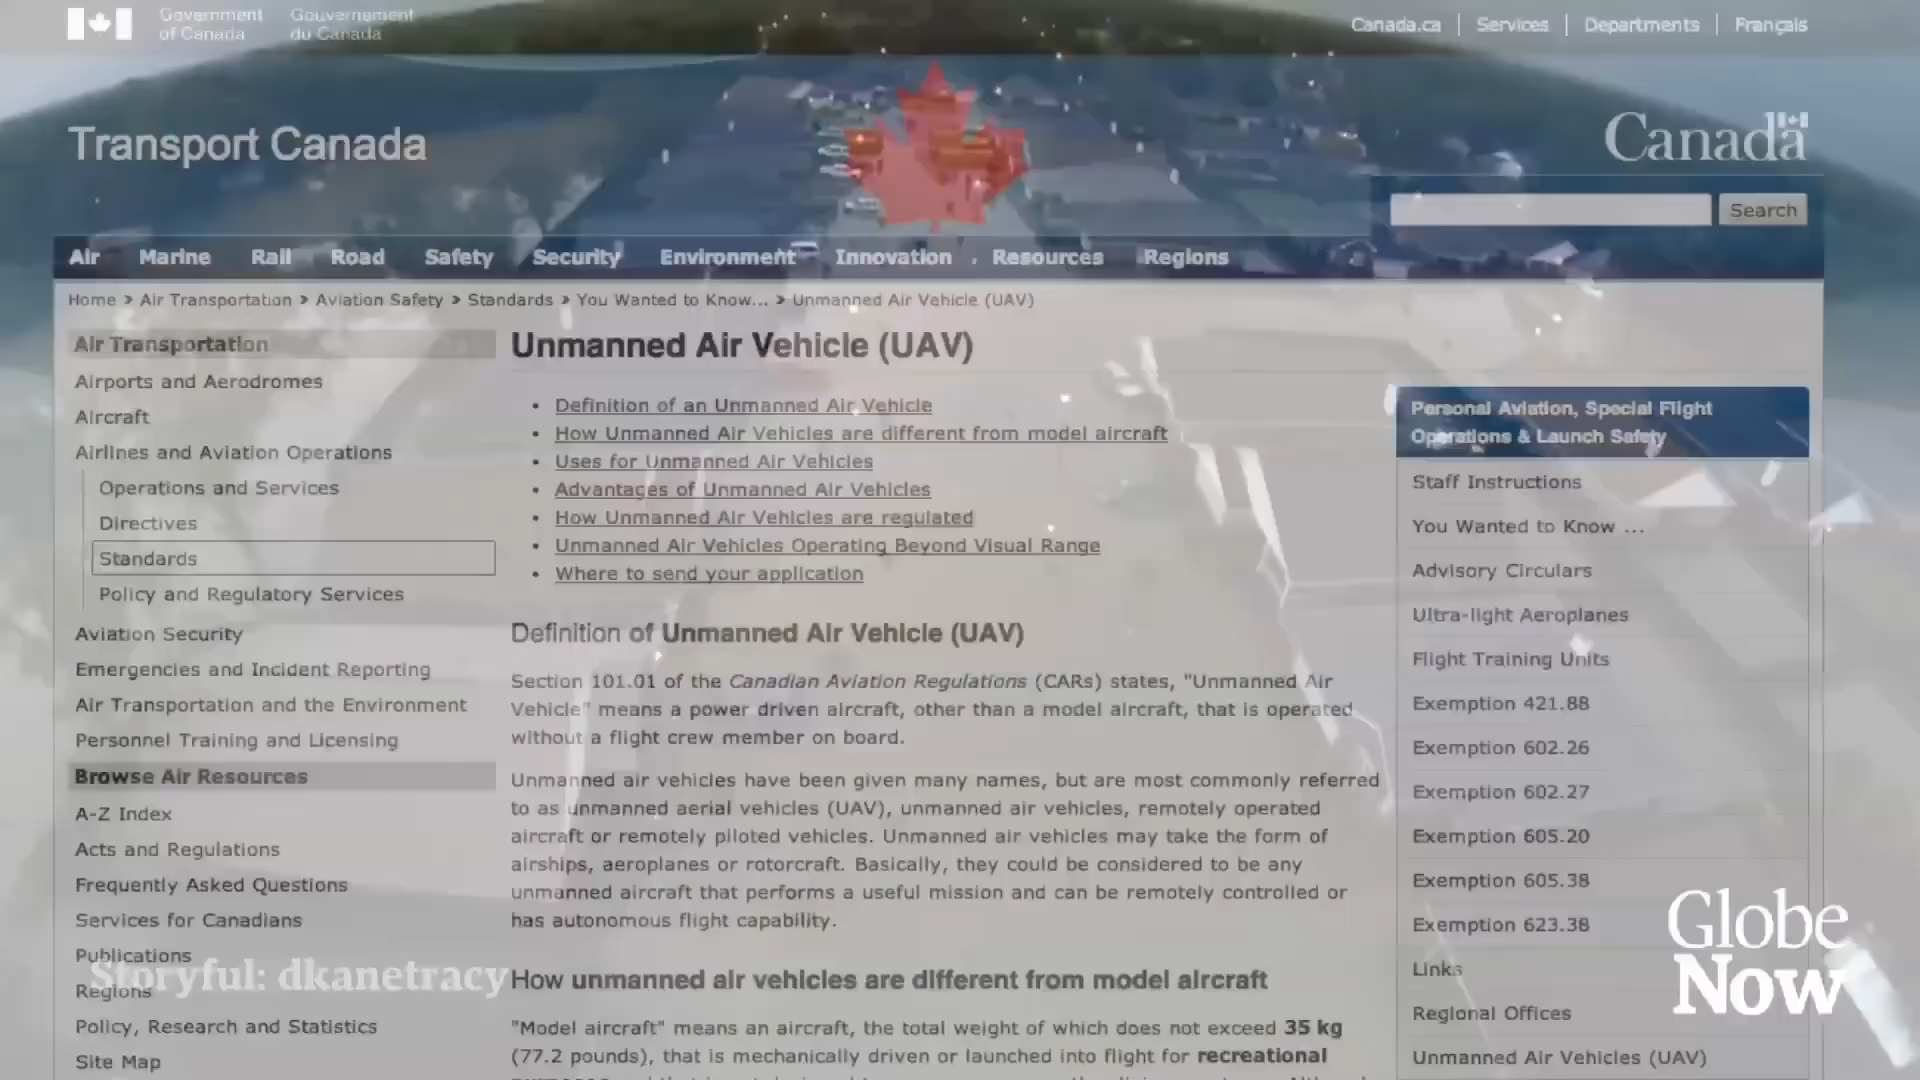 Government
of Canada
Gouvernement
du Canada
Canada.ca
Services
Departments
Français
Transport Canada
Canada
Search
Air
Marine
Rail
Road
Safety
Security
Environment
Innovation
Resources
Regions
Home > Air Transportation > Aviation Safety > Standards > You Wanted to Know... > Unmanned Air Vehicle (UAV)
Air Transportation
Airports and Aerodromes
Aircraft
Airlines and Aviation Operations
Operations and Services
Directives
Standards
Policy and Regulatory Services
Aviation Security
Emergencies and Incident Reporting
Air Transportation and the Environment
Personnel Training and Licensing
Browse Air Resources
A-Z Index
Acts and Regulations
Frequently Asked Questions
Services for Canadians
Publications
Regions
Policy, Research and Statistics
Site Map
Storyful: dkanetracy
Unmanned Air Vehicle (UAV)
• Definition of an Unmanned Air Vehicle
• How Unmanned Air Vehicles are different from model aircraft
• Uses for Unmanned Air Vehicles
• Advantages of Unmanned Air Vehicles
• How Unmanned Air Vehicles are regulated
• Unmanned Air Vehicles Operating Beyond Visual Range
• Where to send your application
Definition of Unmanned Air Vehicle (UAV)
Section 101.01 of the Canadian Aviation Regulations (CARs) states, "Unmanned Air
Vehicle" means a power driven aircraft, other than a model aircraft, that is operated
without a flight crew member on board.
Unmanned air vehicles have been given many names, but are most commonly referred
to as unmanned aerial vehicles (UAV), unmanned air vehicles, remotely operated
aircraft or remotely piloted vehicles. Unmanned air vehicles may take the form of
airships, aeroplanes or rotorcraft. Basically, they could be considered to be any
unmanned aircraft that performs a useful mission and can be remotely controlled or
has autonomous flight capability.
How unmanned air vehicles are different from model aircraft
"Model aircraft" means an aircraft, the total weight of which does not exceed 35 kg
(77.2 pounds), that is mechanically driven or launched into flight for recreational
Personal Aviation, Special Flight
Operations & Launch Safety
Staff Instructions
You Wanted to Know ...
Advisory Circulars
Ultra-light Aeroplanes
Flight Training Units
Exemption 421.88
Exemption 602.26
Exemption 602.27
Exemption 605.20
Exemption 605.38
Exemption 623.38
Links
Regional Offices
Unmanned Air Vehicles (UAV)
Globe
Now